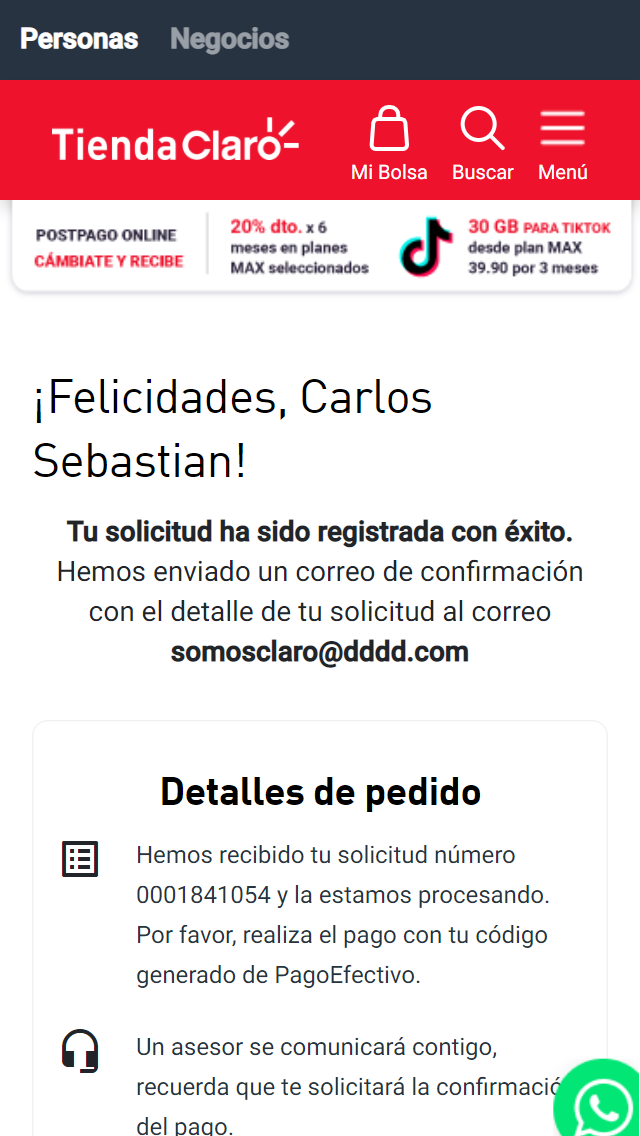 Personas Negocios
Tienda Claro
Mi Bolsa Buscar Menú
POSTPAGO ONLINE
CÁMBIATE Y RECIBE
20% dto. x 6
meses en planes
MAX seleccionados
30 GB PARA TIKTOK
desde plan MAX
39.90 por 3 meses
¡Felicidades, Carlos
Sebastian!
Tu solicitud ha sido registrada con éxito.
Hemos enviado un correo de confirmación
con el detalle de tu solicitud al correo
somosclaro@dddd.com
Detalles de pedido
Hemos recibido tu solicitud número
0001841054 y la estamos procesando.
Por favor, realiza el pago con tu código
generado de PagoEfectivo.
Un asesor se comunicará contigo,
recuerda que te solicitará la confirmació
del pago.